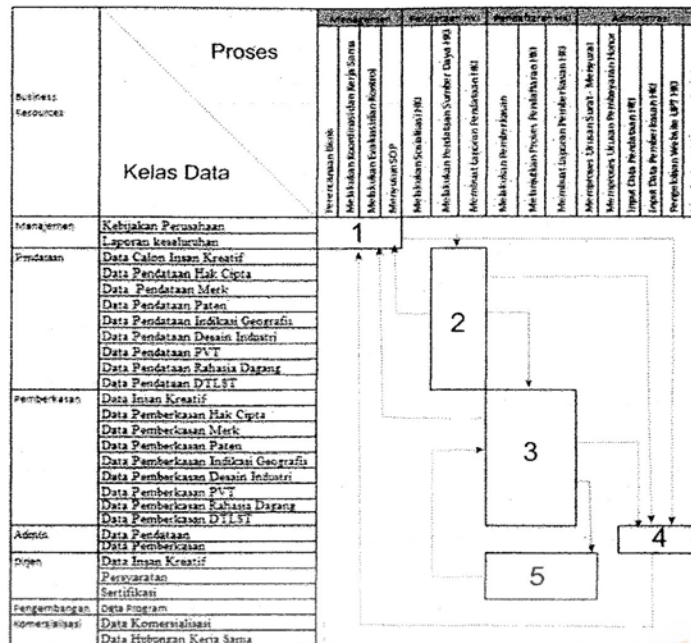 Manajemen
Pendataan HKI
Pendaftaran HKI
Administrasi
Proses
Business
Resources
Kelas Data
Perencanaan Bisnis
Melakukan Koordinasi dan Kerja Sama
Melakukan Evaluasi dan Kontrol
Menyusun SOP
Melakukan Sosialisasi HKI
Melakukan Pendataan Sumber Daya HKI
Membuat Laporan Pendataan HKI
Melakukan Pemberkasan
Melanjutkan Proses Pendaftaran HKI
Membuat Laporan Pemberkasan HKI
Memproses Urusan Surat - Menyurat
Memproses Urusan Pembayaran Honor
Input Data Pendataan HKI
Input Data Pemberkasan HKI
Pengelolaan Website UPT HKI
Manajemen
Kebijakan Perusahaan
Laporan keseluruhan
1
Pendataan
Data Calon Insan Kreatif
Data Pendataan Hak Cipta
Data Pendataan Merk
Data Pendataan Paten
Data Pendataan Indikasi Geografis
Data Pendataan Desain Industri
Data Pendataan PVT
Data Pendataan Rahasia Dagang
Data Pendataan DTLST
2
Pemberkasan
Data Insan Kreatif
Data Pemberkasan Hak Cipta
Data Pemberkasan Merk
Data Pemberkasan Paten
Data Pemberkasan Indikasi Geografis
Data Pemberkasan Desain Industri
Data Pemberkasan PVT
Data Pemberkasan Rahasia Dagang
Data Pemberkasan DTLST
3
Admin
Data Pendataan
Data Pemberkasan
4
Dirjen
Data Insan Kreatif
Persyaratan
Sertifikasi
5
Pengembangan
Data Program
Komersialisasi
Data Komersialisasi
Data Hubongan Kerja Sama